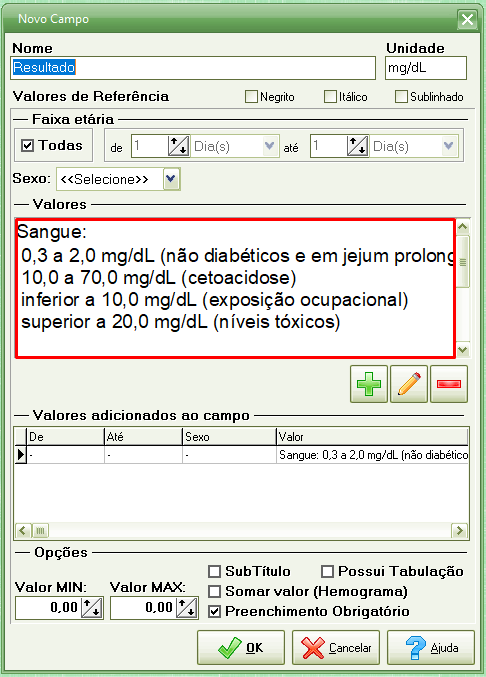 Novo Campo
Nome Unidade
Resultado mg/dL
Valores de Referência Negrito Itálico Sublinhado
Faixa etária
Todas de 1 Dia(s) até 1 Dia(s)
Sexo: <<Selecione>>
Valores
Sangue:
0,3 a 2,0 mg/dL (não diabéticos e em jejum prolong
10,0 a 70,0 mg/dL (cetoacidose)
inferior a 10,0 mg/dL (exposição ocupacional)
superior a 20,0 mg/dL (níveis tóxicos)
Valores adicionados ao campo
De Até Sexo Valor
- - - Sangue: 0,3 a 2,0 mg/dL (não diabético
Opções
SubTítulo Possui Tabulação
Valor MIN: Valor MAX: Somar valor (Hemograma)
0,00 0,00 Preenchimento Obrigatório
OK Cancelar Ajuda